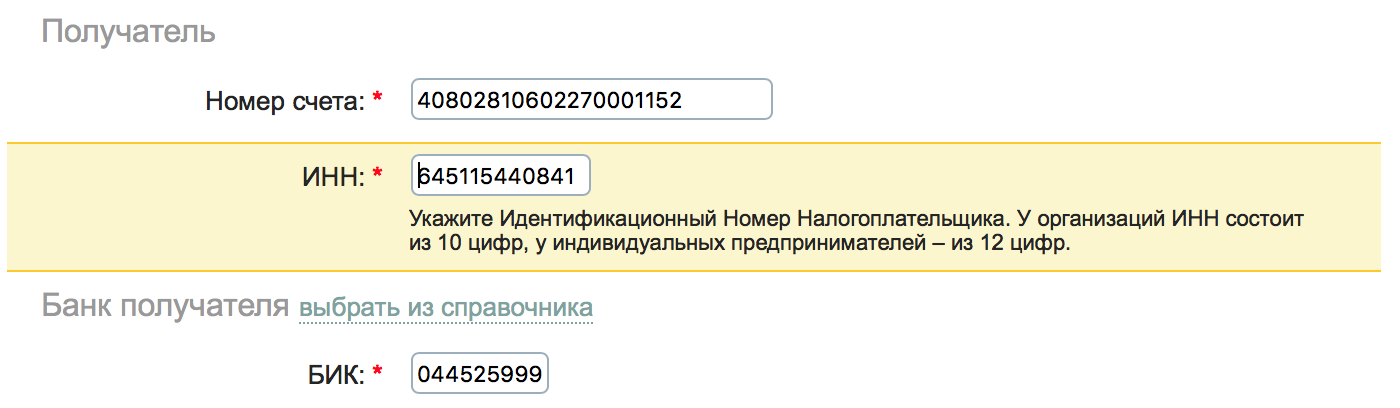 Получатель
Номер счета: * 40802810602270001152
ИНН: * 645115440841
Укажите Идентификационный Номер Налогоплательщика. У организаций ИНН состоит
из 10 цифр, у индивидуальных предпринимателей – из 12 цифр.
Банк получателя выбрать из справочника
БИК: * 044525999